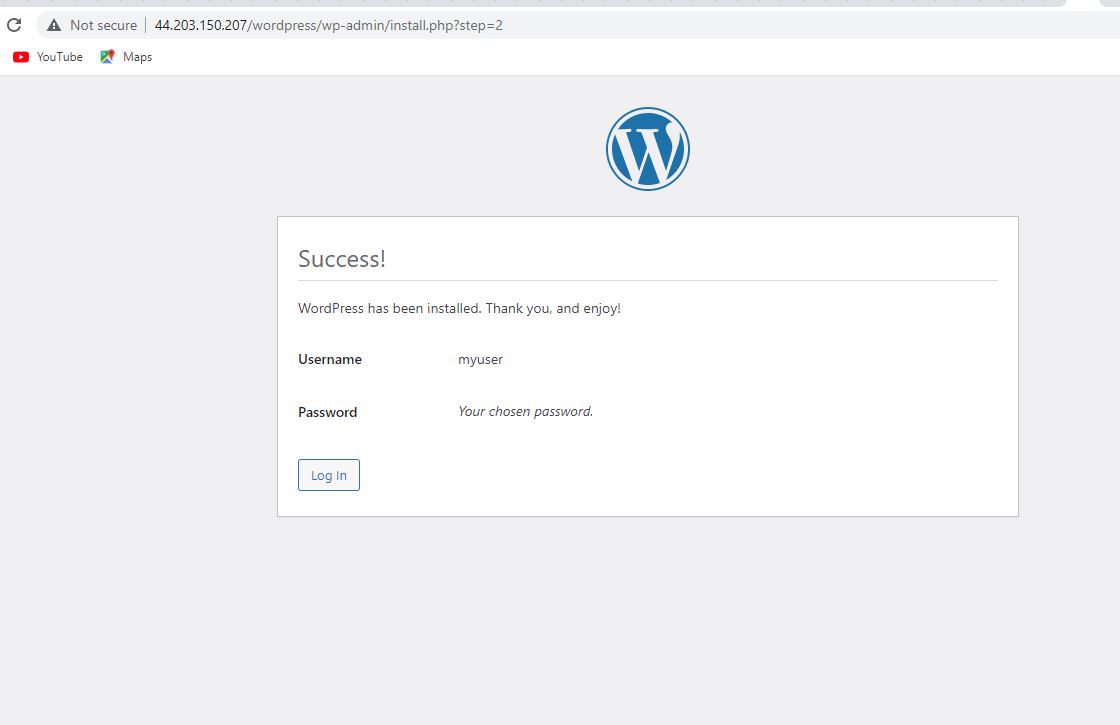 Not secure | 44.203.150.207/wordpress/wp-admin/install.php?step=2
YouTube Maps
W
Success!
WordPress has been installed. Thank you, and enjoy!
Username myuser
Password Your chosen password.
Log In